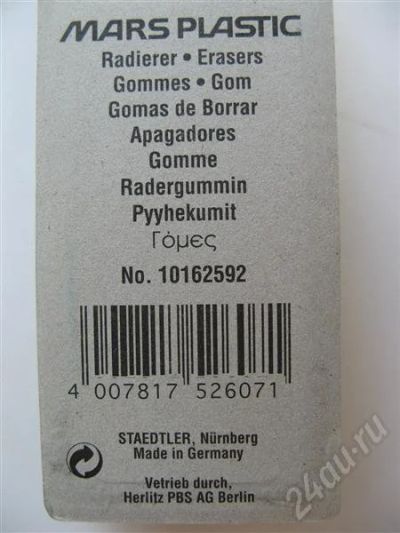 MARS PLASTIC
Radierer • Erasers
Gommes • Gom
Gomas de Borrar
Apagadores
Gomme
Radergummin
Pyyhekumit
Γόμες
No. 10162592
4 007817 526071
STAEDTLER, Nürnberg
Made in Germany
Vetrieb durch,
Herlitz PBS AG Berlin
24au.ru